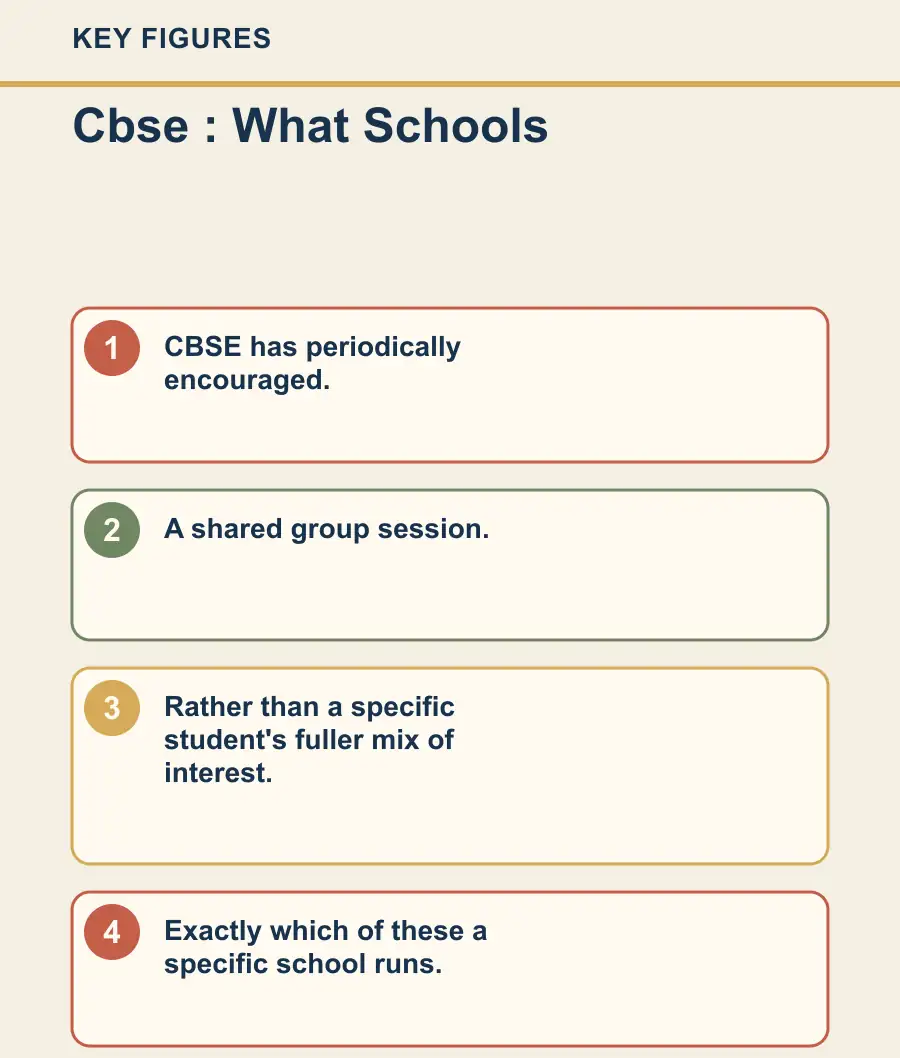 KEY FIGURES
Cbse : What Schools
1
CBSE has periodically
encouraged.
2
A shared group session.
3
Rather than a specific
student's fuller mix of
interest.
4
Exactly which of these a
specific school runs.